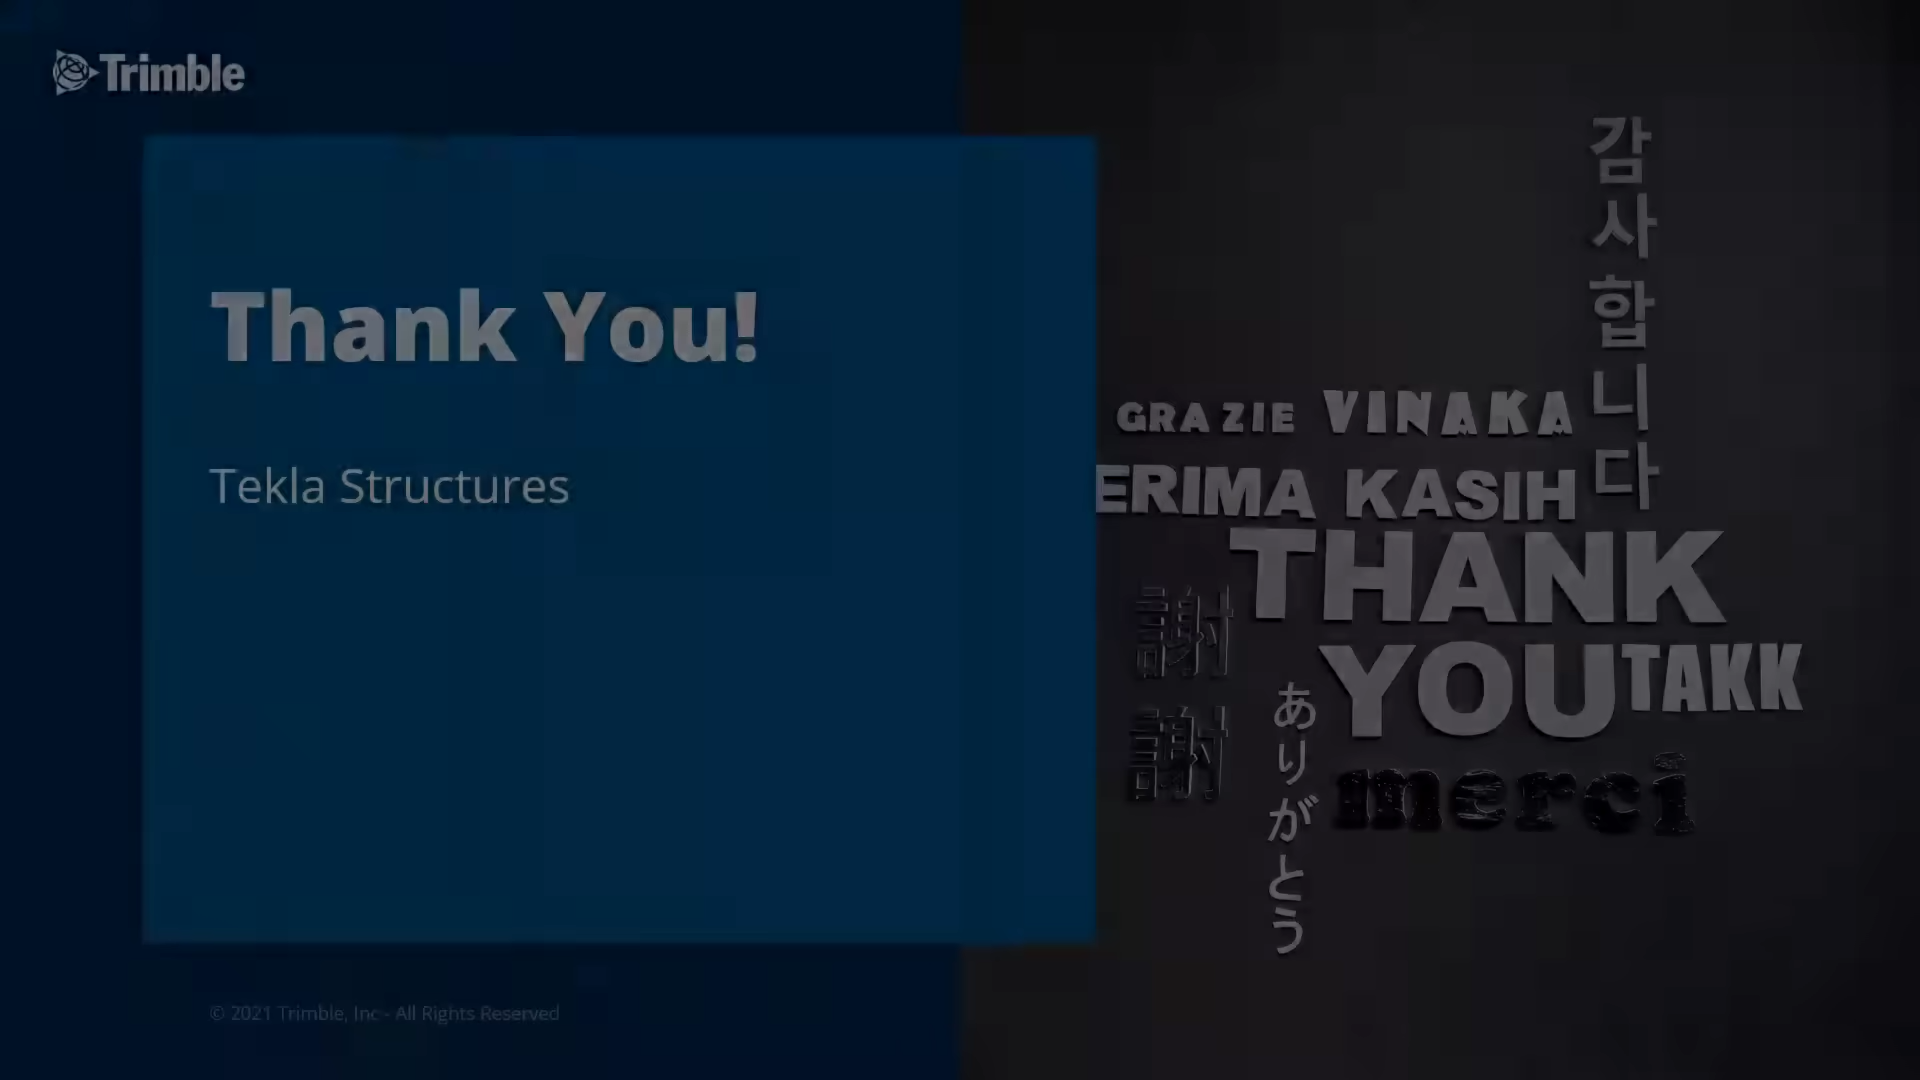 Trimble
Thank You!
Tekla Structures
© 2021 Trimble, Inc - All Rights Reserved
감사합니다
GRAZIE VINAKA
ERIMA KASIH
THANK
YOU TAKK
謝謝
ありがとう
merci